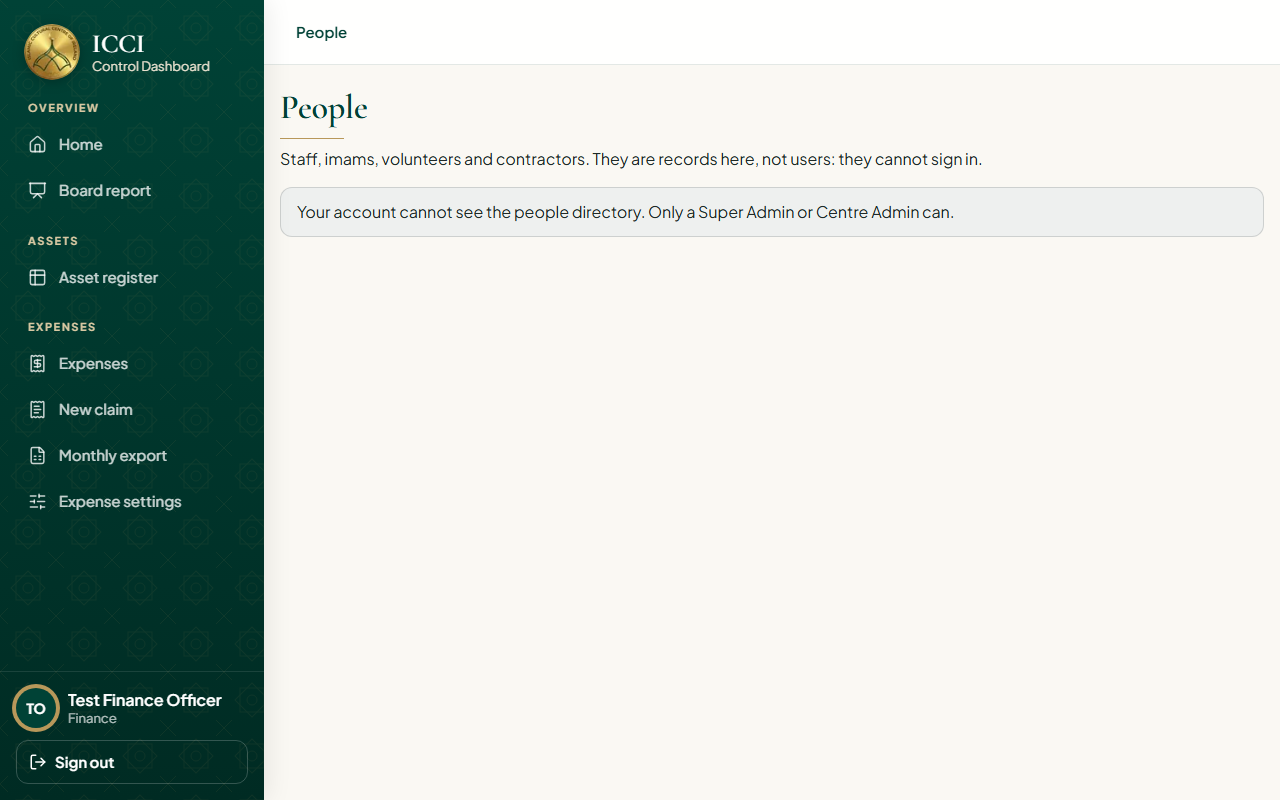 ICCI
Control Dashboard
OVERVIEW
Home
Board report
ASSETS
Asset register
EXPENSES
Expenses
New claim
Monthly export
Expense settings
TO
Test Finance Officer
Finance
Sign out
People
People
Staff, imams, volunteers and contractors. They are records here, not users: they cannot sign in.
Your account cannot see the people directory. Only a Super Admin or Centre Admin can.